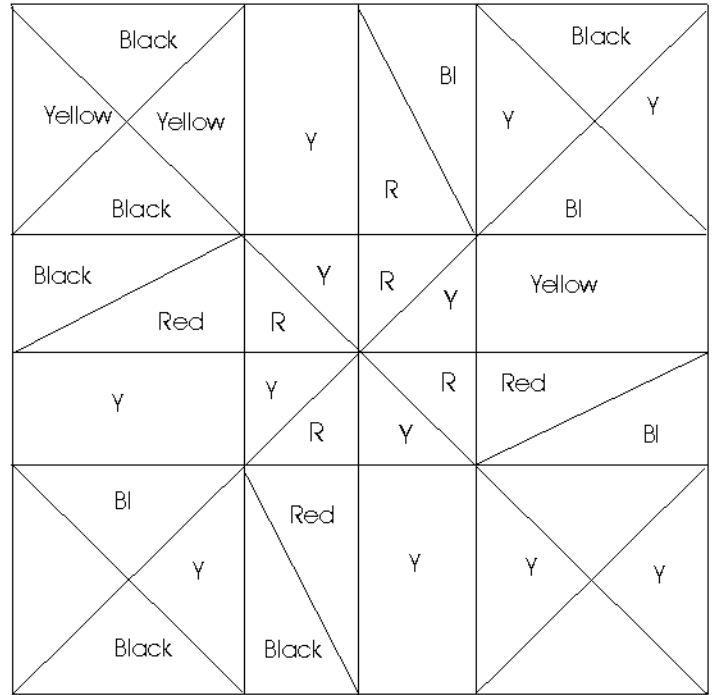 Black Black
Bl
Yellow Yellow Y Y Y
R
Black Bl
Black Y R Yellow
Red R Y
Y Y R Red
R Y Bl
Bl Red
Y Y Y Y
Black Black